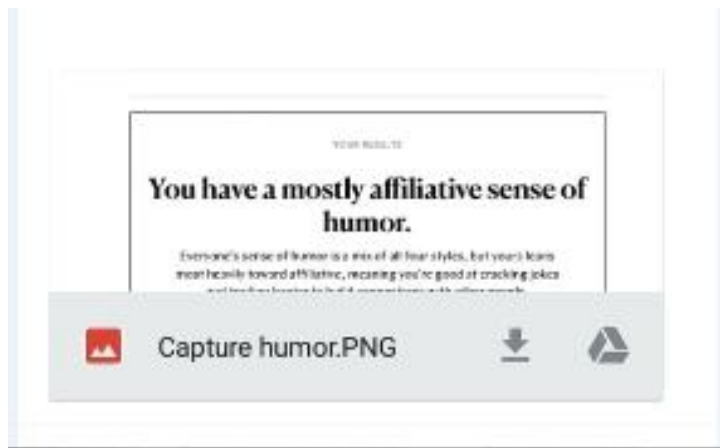 YOUR RESULTS
You have a mostly affiliative sense of
humor.
Everyone's sense of humor is a mix of all four styles, but yours leans
most heavily toward affiliative, meaning you're good at cracking jokes
Capture humor.PNG